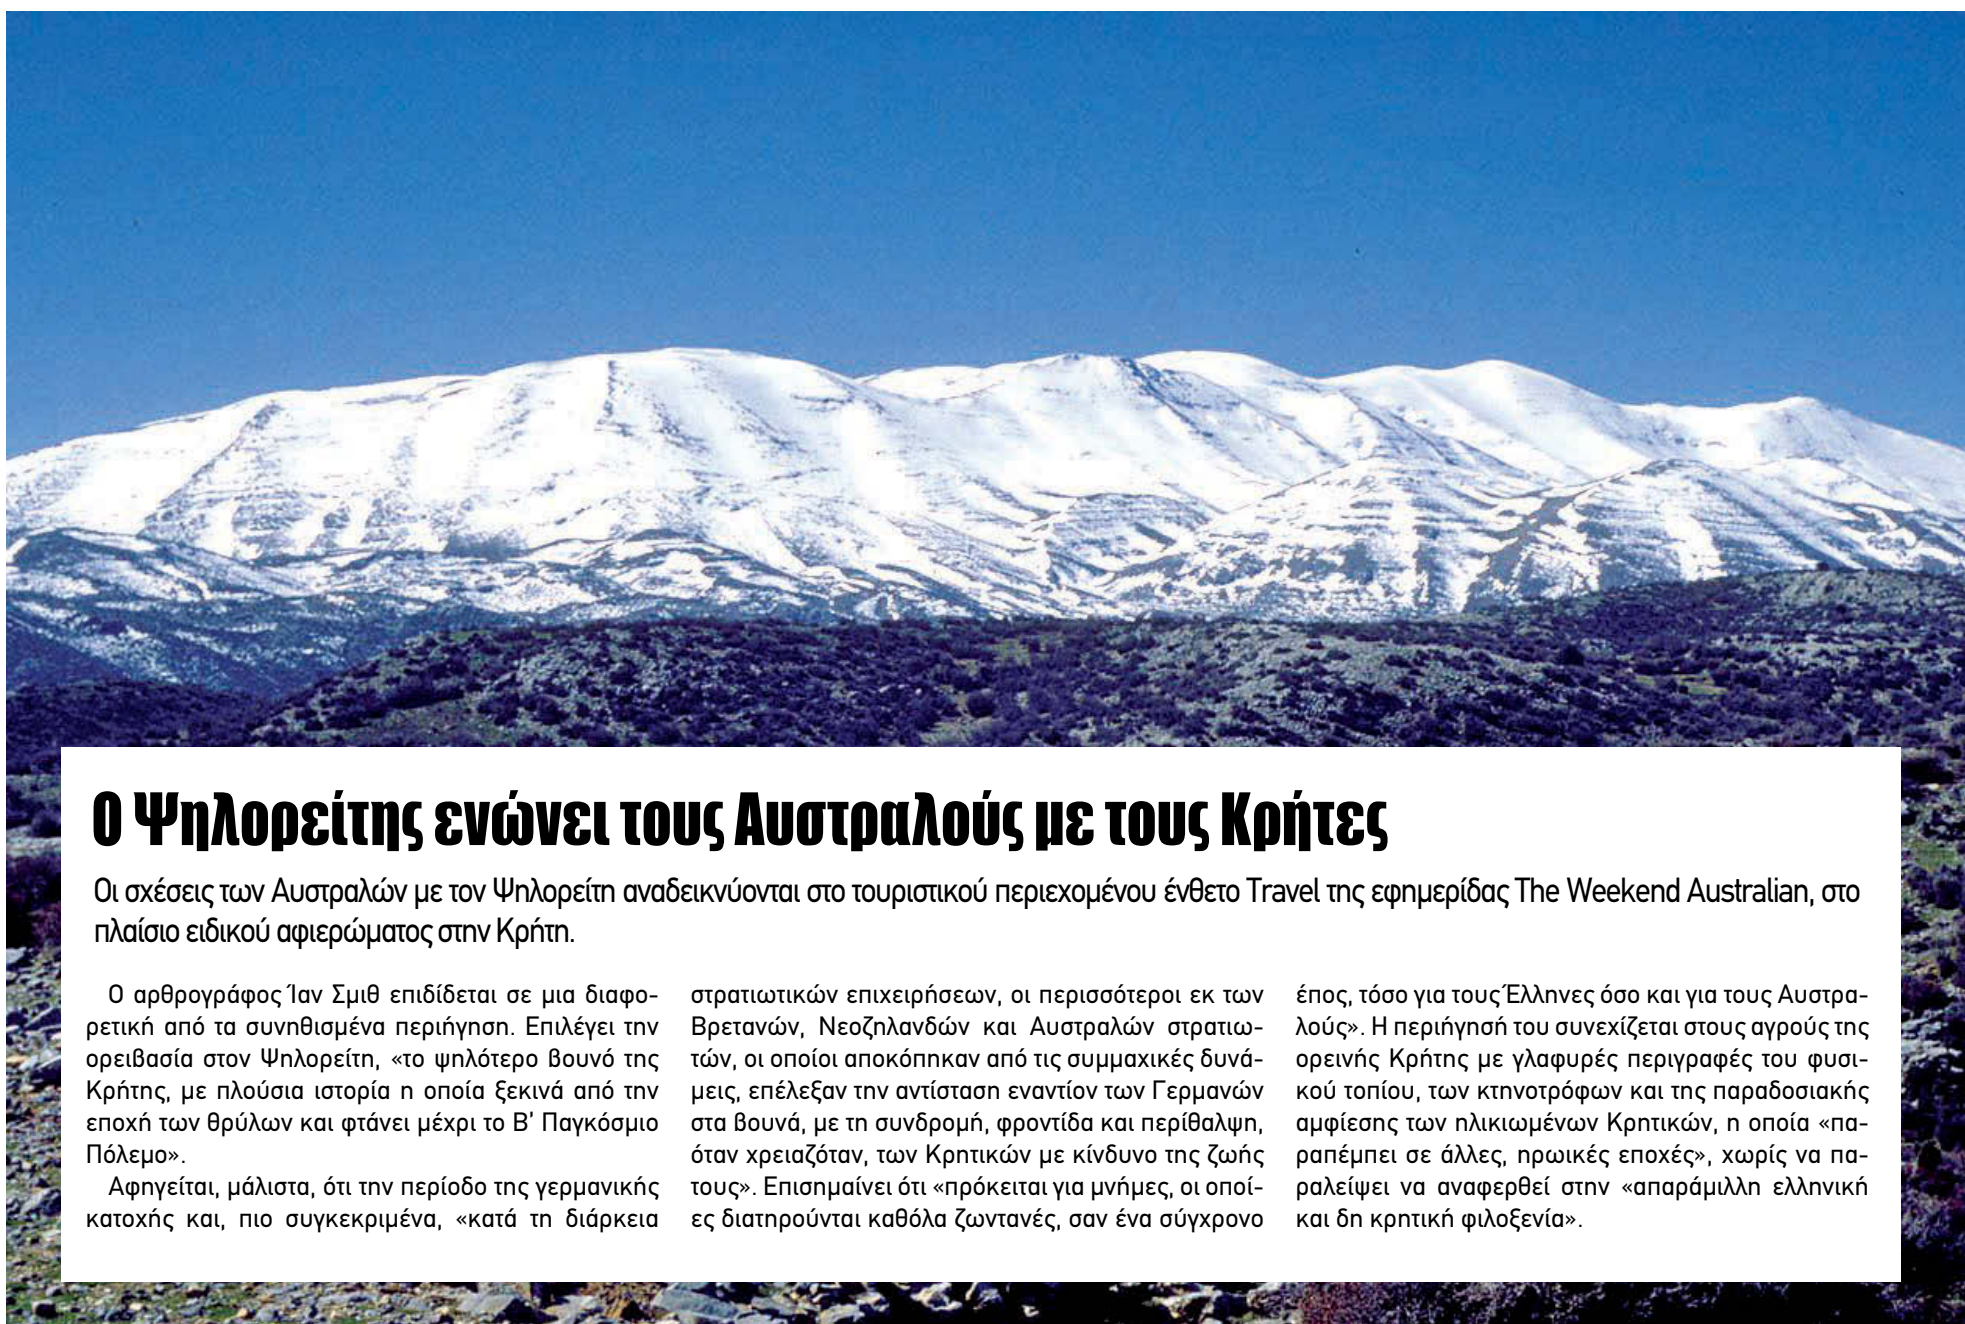 Ο Ψηλορείτης ενώνει τους Αυστραλούς με τους Κρήτες
Οι σχέσεις των Αυστραλών με τον Ψηλορείτη αναδεικνύονται στο τουριστικού περιεχομένου ένθετο Travel της εφημερίδας The Weekend Australian, στο
πλαίσιο ειδικού αφιερώματος στην Κρήτη.
Ο αρθρογράφος Ίαν Σμιθ επιδίδεται σε μια διαφο-
ρετική από τα συνηθισμένα περιήγηση. Επιλέγει την
ορειβασία στον Ψηλορείτη, «το ψηλότερο βουνό της
Κρήτης, με πλούσια ιστορία η οποία ξεκινά από την
εποχή των θρύλων και φτάνει μέχρι το Β’ Παγκόσμιο
Πόλεμο».
Αφηγείται, μάλιστα, ότι την περίοδο της γερμανικής
κατοχής και, πιο συγκεκριμένα, «κατά τη διάρκεια
στρατιωτικών επιχειρήσεων, οι περισσότεροι εκ των
Βρετανών, Νεοζηλανδών και Αυστραλών στρατιω-
τών, οι οποίοι αποκόπηκαν από τις συμμαχικές δυνά-
μεις, επέλεξαν την αντίσταση εναντίον των Γερμανών
στα βουνά, με τη συνδρομή, φροντίδα και περίθαλψη,
όταν χρειαζόταν, των Κρητικών με κίνδυνο της ζωής
τους». Επισημαίνει ότι «πρόκειται για μνήμες, οι οποί-
ες διατηρούνται καθόλα ζωντανές, σαν ένα σύγχρονο
έπος, τόσο για τους Έλληνες όσο και για τους Αυστρα-
λούς». Η περιήγησή του συνεχίζεται στους αγρούς της
ορεινής Κρήτης με γλαφυρές περιγραφές του φυσι-
κού τοπίου, των κτηνοτρόφων και της παραδοσιακής
αμφίεσης των ηλικιωμένων Κρητικών, η οποία «πα-
ραπέμπει σε άλλες, ηρωικές εποχές», χωρίς να πα-
ραλείψει να αναφερθεί στην «απαράμιλλη ελληνική
και δη κρητική φιλοξενία».